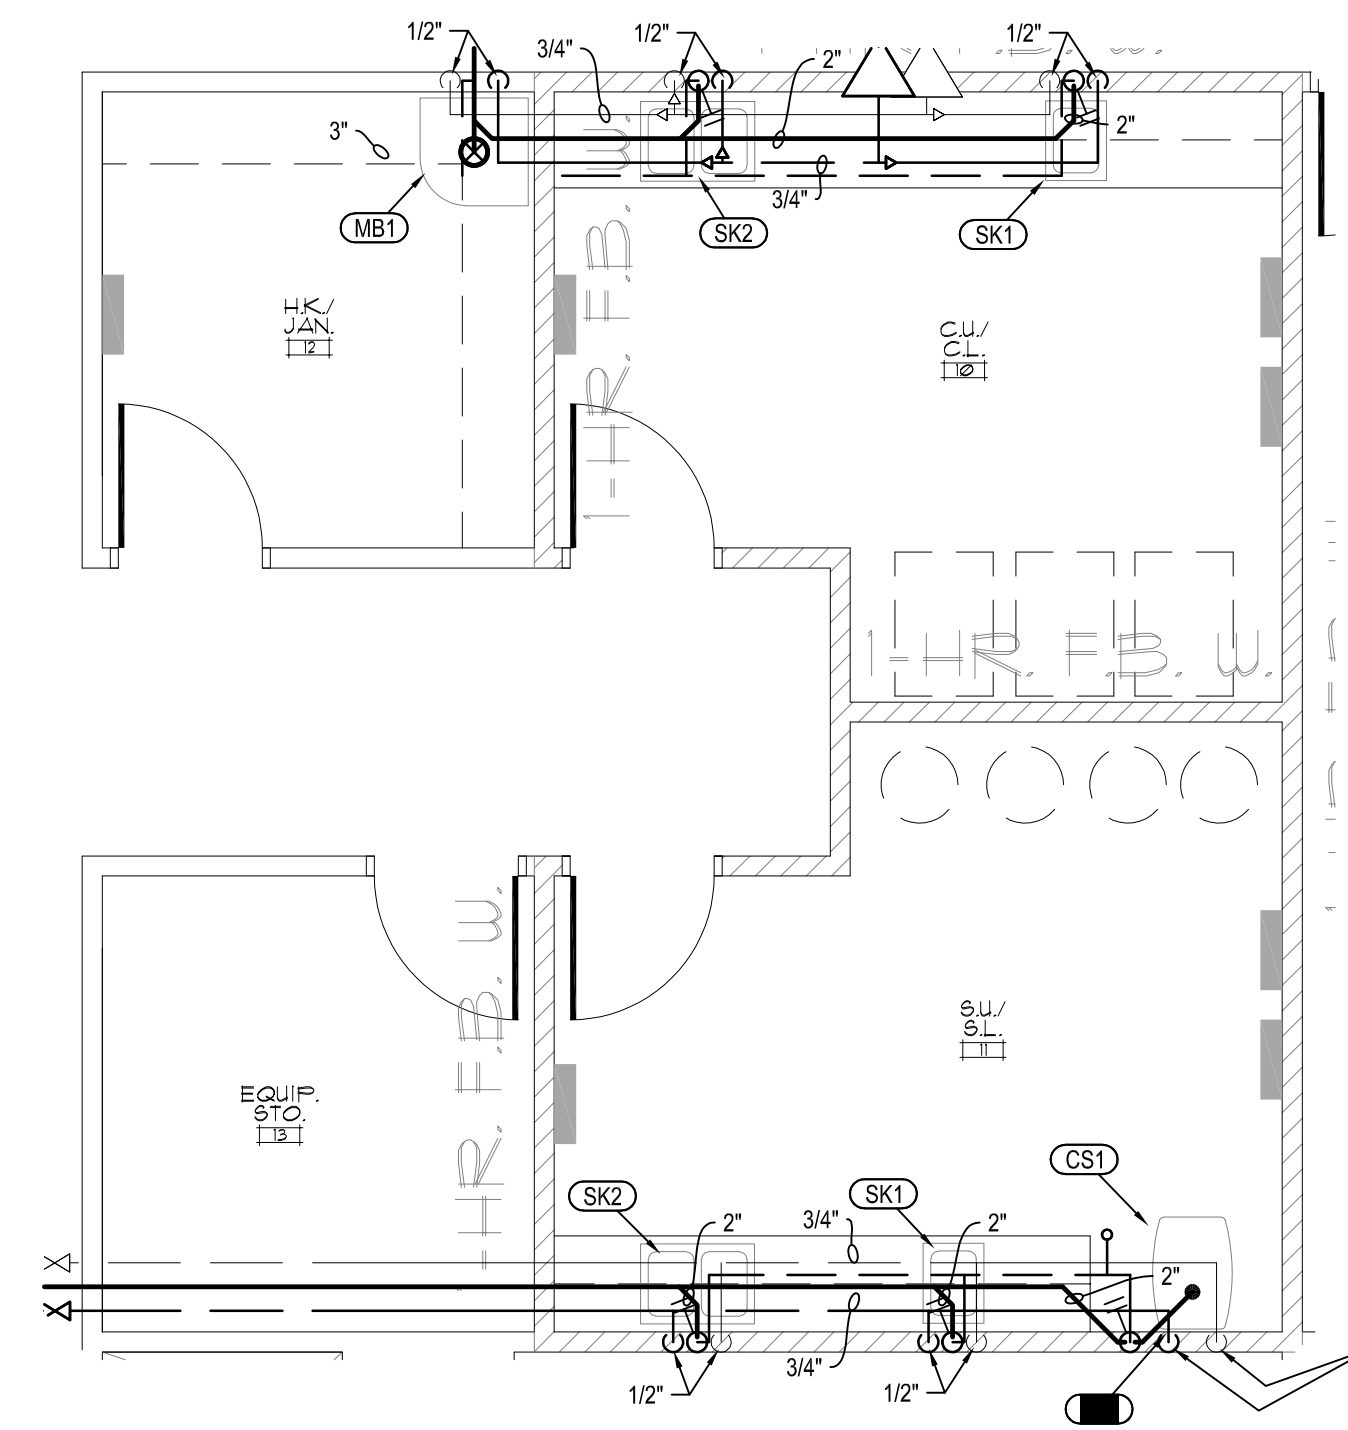 1/2"
3/4"
1/2"
2"
1/2"
3"
2"
3/4"
MB1
SK2
SK1
H.K./
JAN.
12
C.U./
C.L.
10
1-HR. F.B. W.
1-HR. F.B. W.
S.U./
S.L.
11
EQUIP.
STO.
13
HR. F.B. W.
CS1
SK2
SK1
2"
3/4"
2"
2"
3/4"
1/2"
1/2"